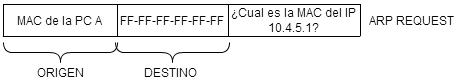 MAC de la PC A
FF-FF-FF-FF-FF-FF
¿Cual es la MAC del IP
10.4.5.1?
ARP REQUEST
ORIGEN
DESTINO